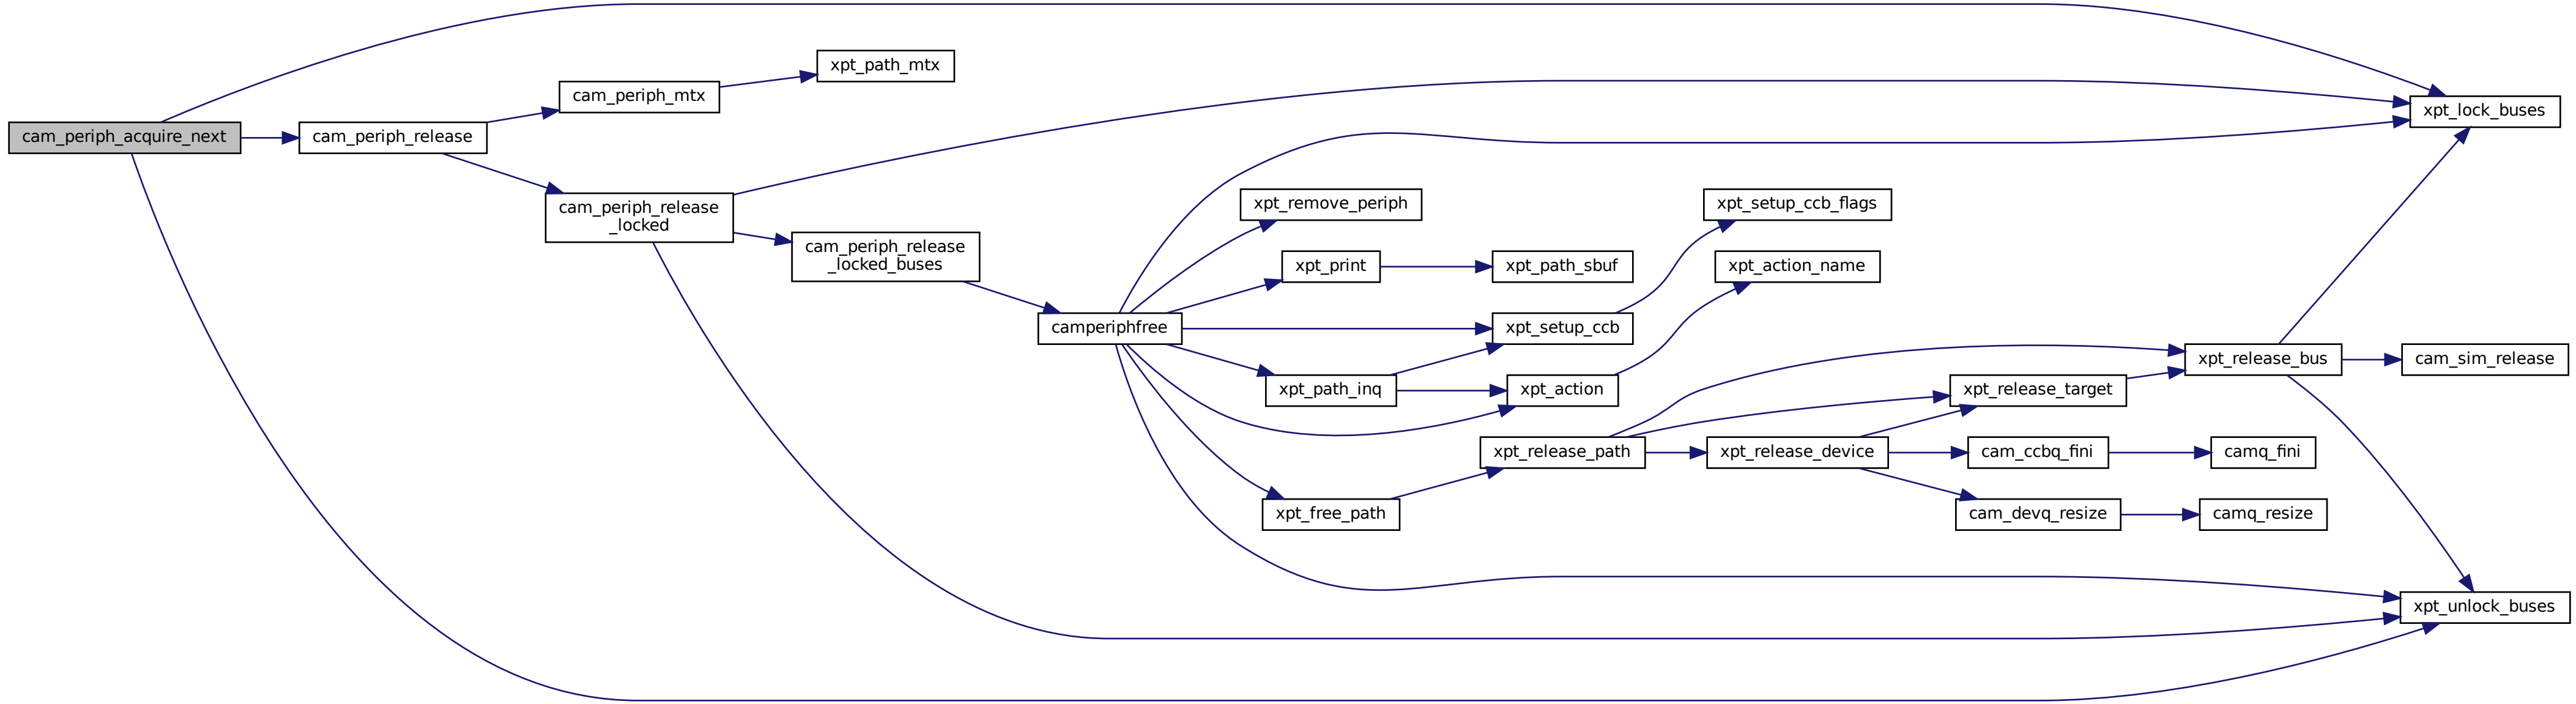 cam_periph_acquire_next
cam_periph_release
cam_periph_mtx
xpt_path_mtx
cam_periph_release
_locked
cam_periph_release
_locked_buses
camperiphfree
xpt_remove_periph
xpt_print
xpt_path_sbuf
xpt_setup_ccb
xpt_setup_ccb_flags
xpt_action_name
xpt_path_inq
xpt_action
xpt_free_path
xpt_release_path
xpt_release_device
xpt_release_target
cam_ccbq_fini
camq_fini
cam_devq_resize
camq_resize
xpt_release_bus
cam_sim_release
xpt_lock_buses
xpt_unlock_buses